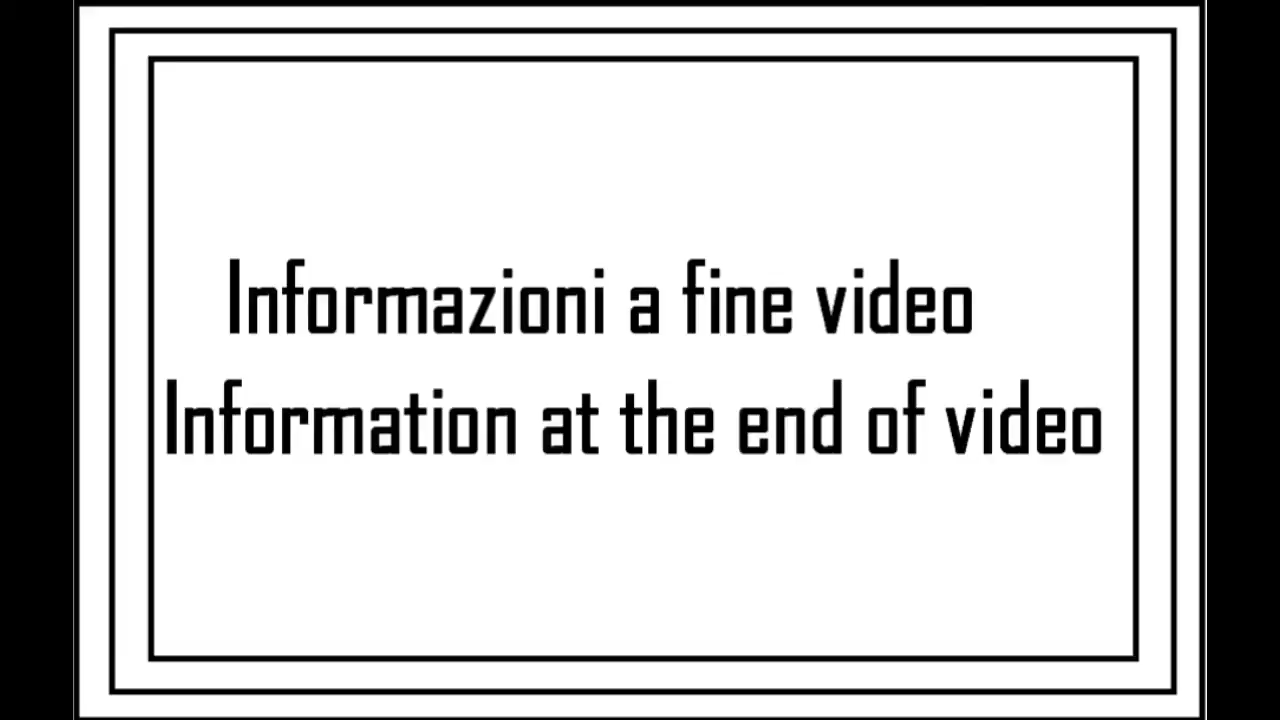 Informazioni a fine video
Information at the end of video